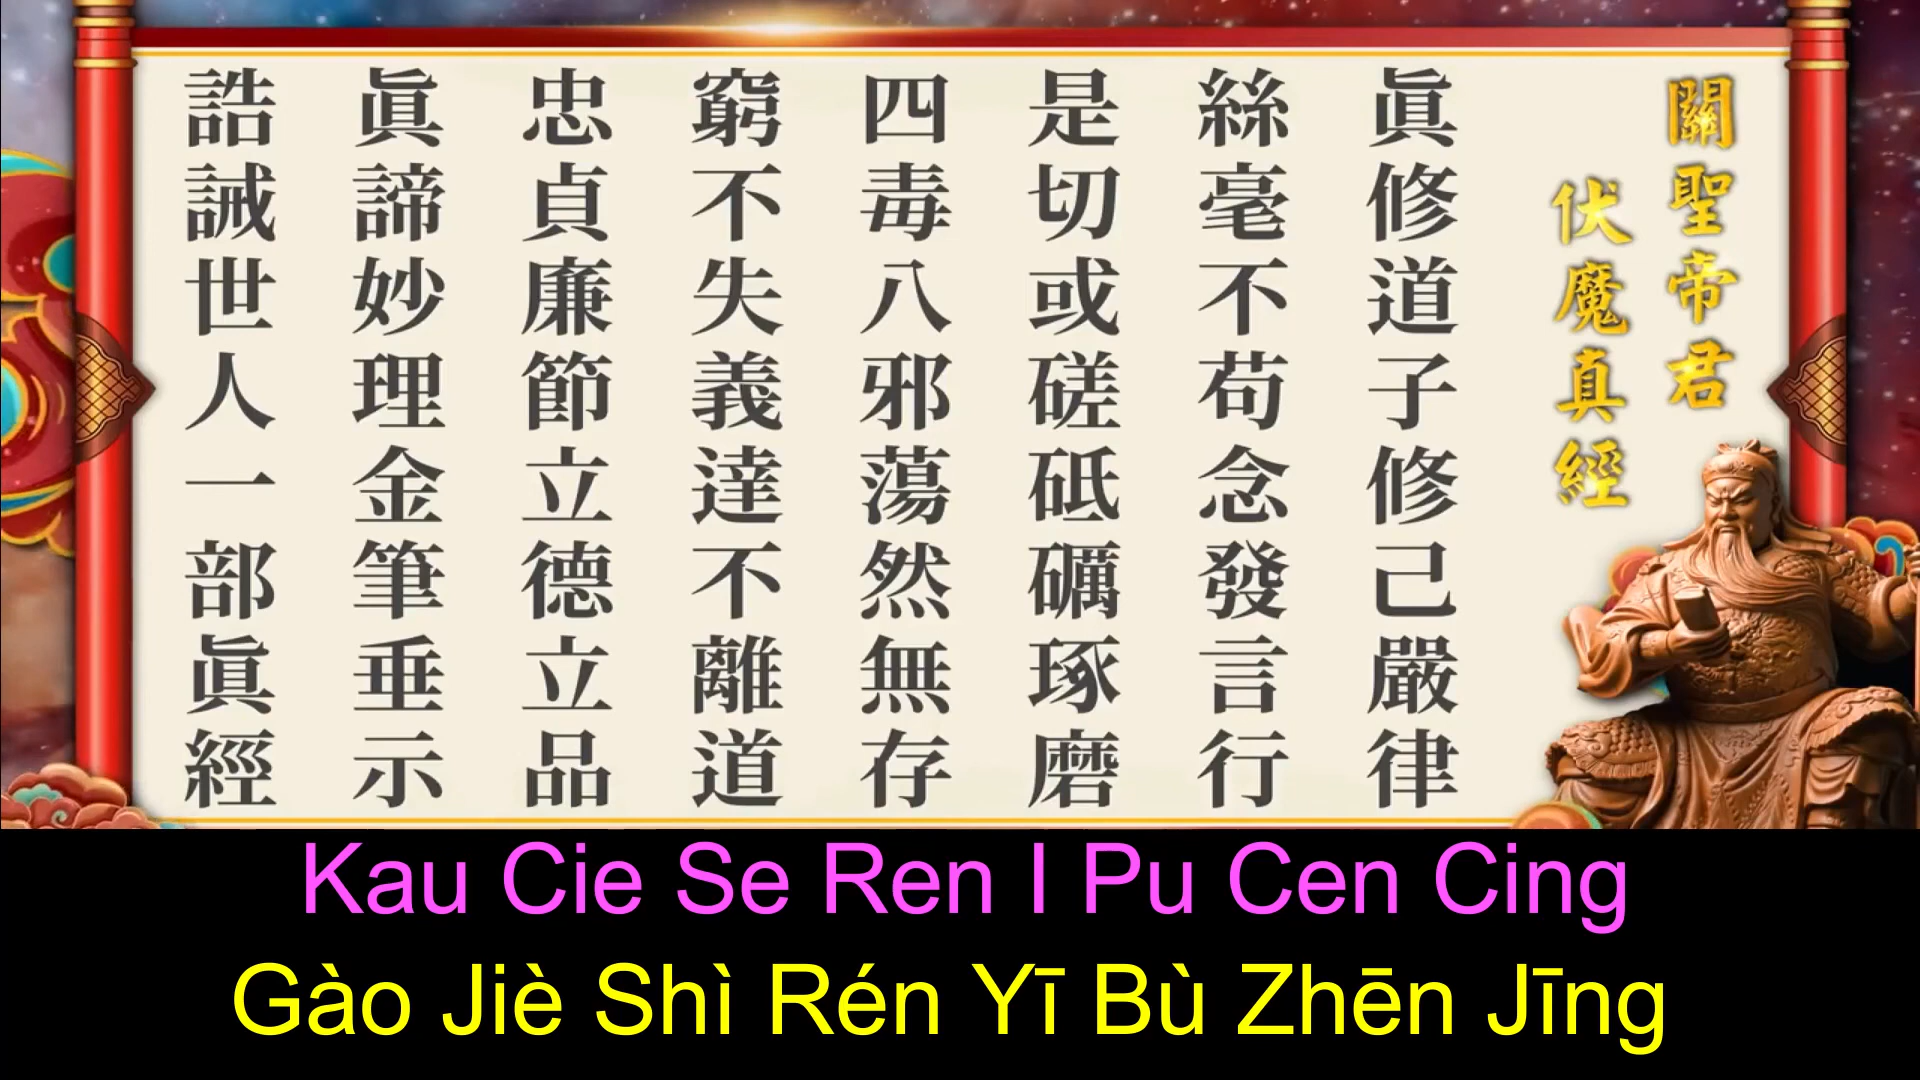 關聖帝君
伏魔真經
眞修道子修己嚴律
絲毫不苟念發言行
是切或磋砥礪琢磨
四毒八邪蕩然無存
窮不失義達不離道
忠貞廉節立德立品
眞諦妙理金筆垂示
誥誡世人一部眞經
Kau Cie Se Ren I Pu Cen Cing
Gào Jiè Shì Rén Yī Bù Zhēn Jīng